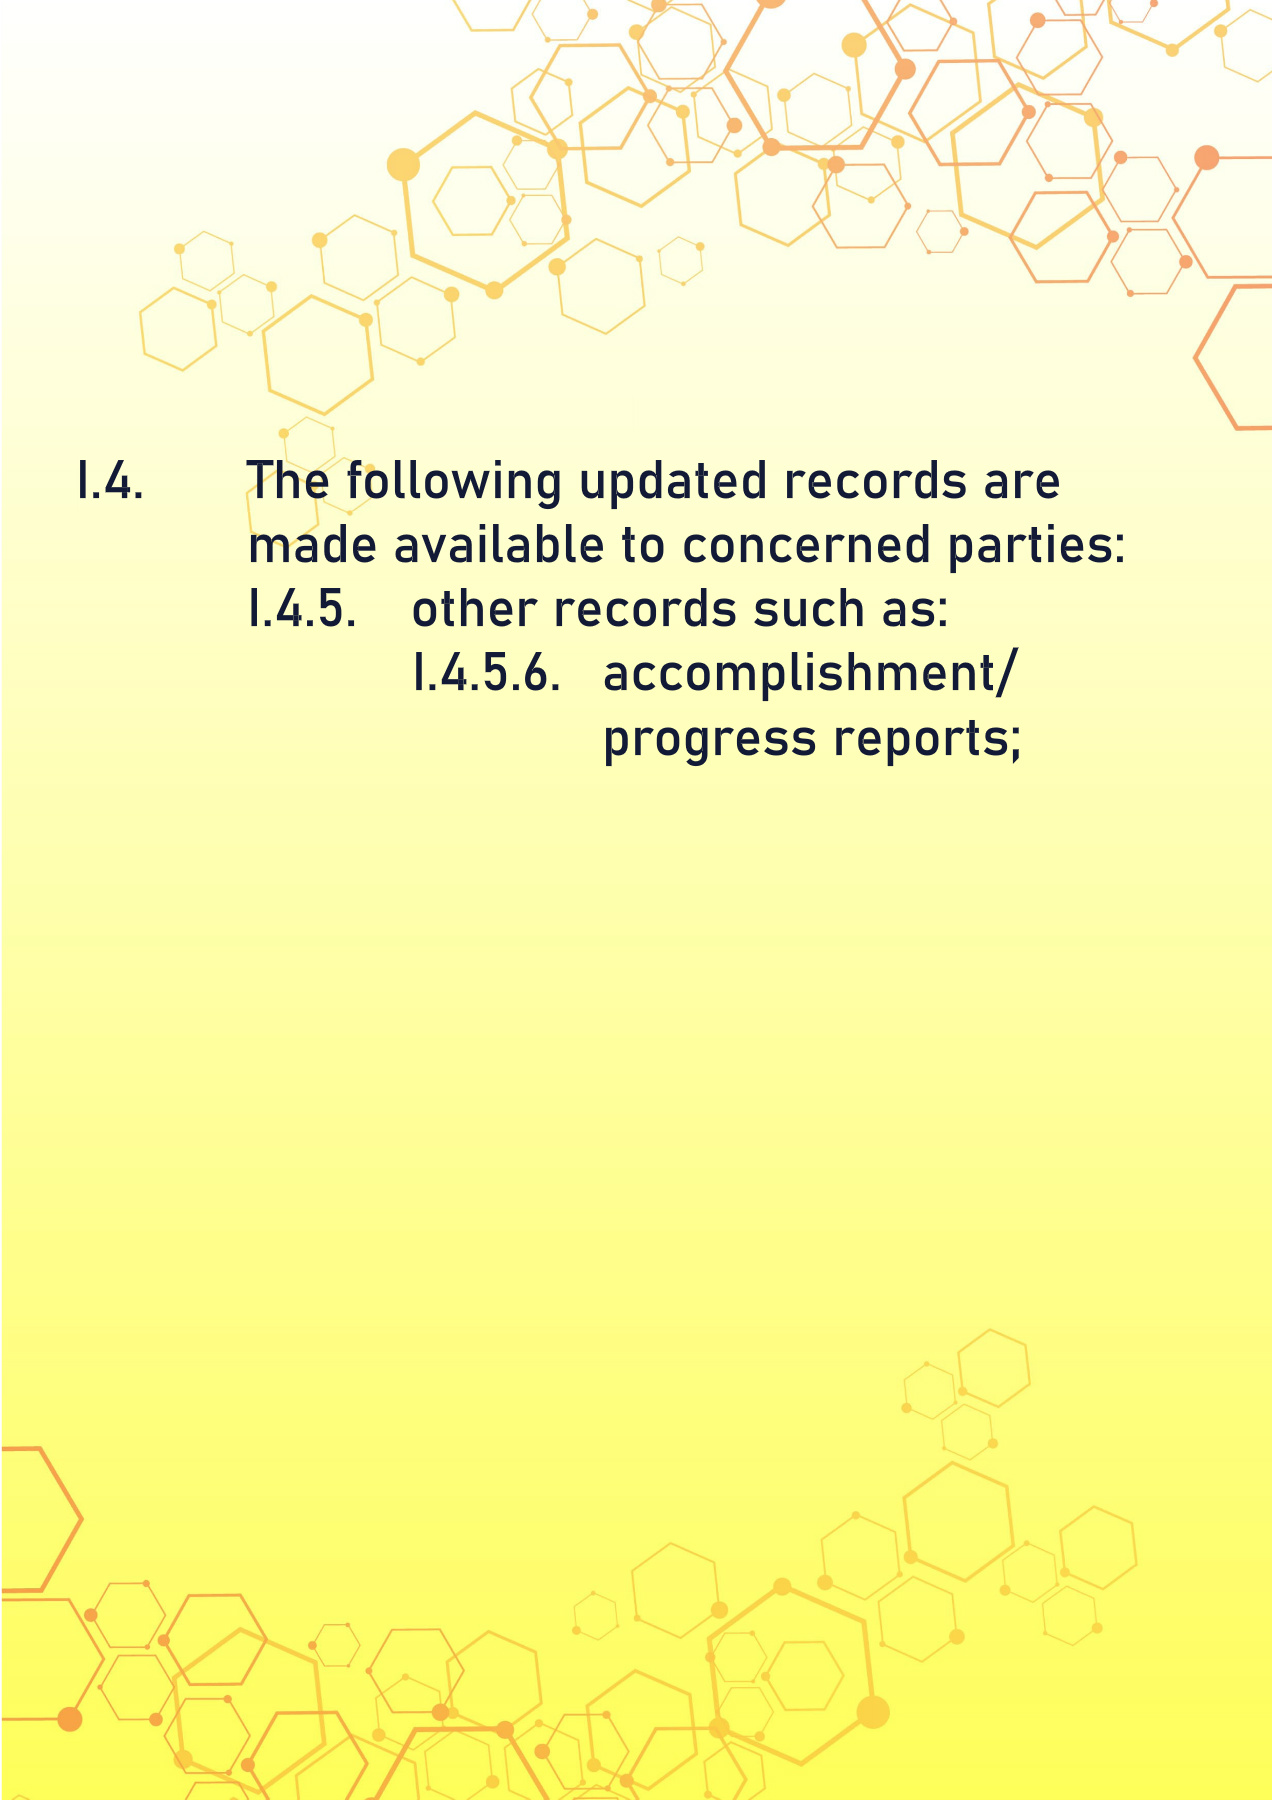 I.4. The following updated records are
made available to concerned parties:
I.4.5. other records such as:
I.4.5.6. accomplishment/
progress reports;